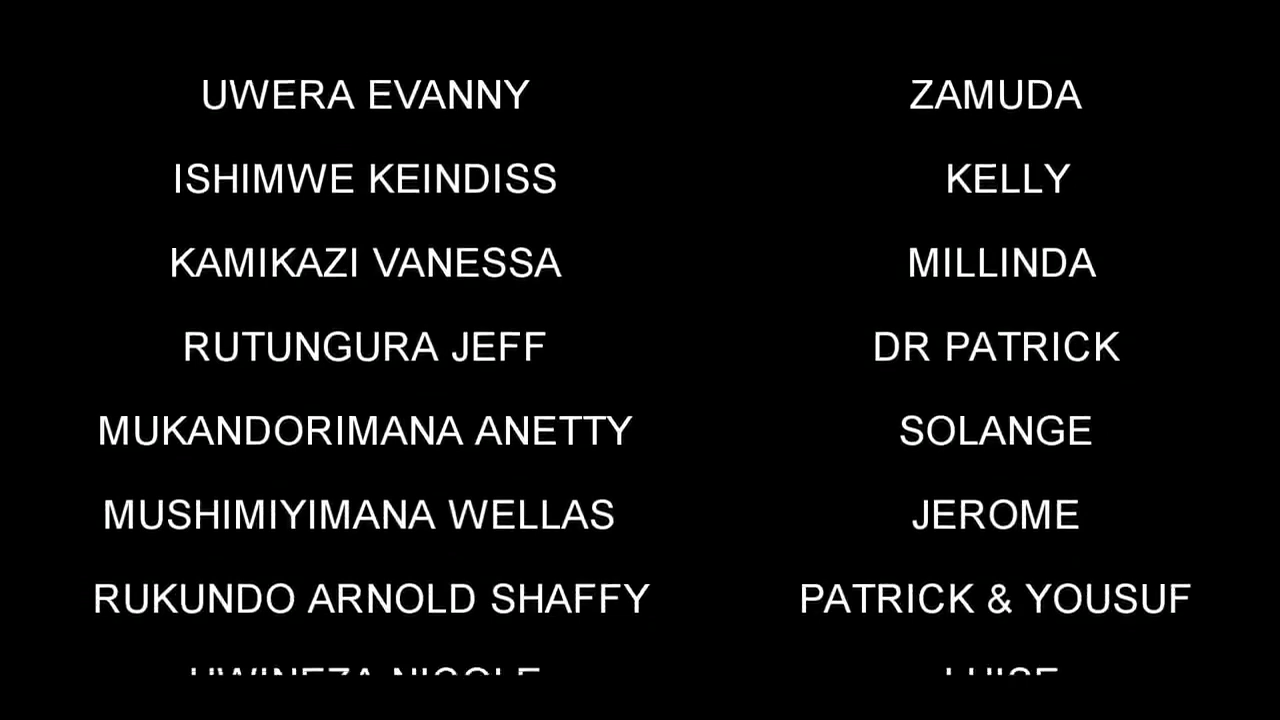 UWERA EVANNY ZAMUDA
ISHIMWE KEINDISS KELLY
KAMIKAZI VANESSA MILLINDA
RUTUNGURA JEFF DR PATRICK
MUKANDORIMANA ANETTY SOLANGE
MUSHIMIYIMANA WELLAS JEROME
RUKUNDO ARNOLD SHAFFY PATRICK & YOUSUF